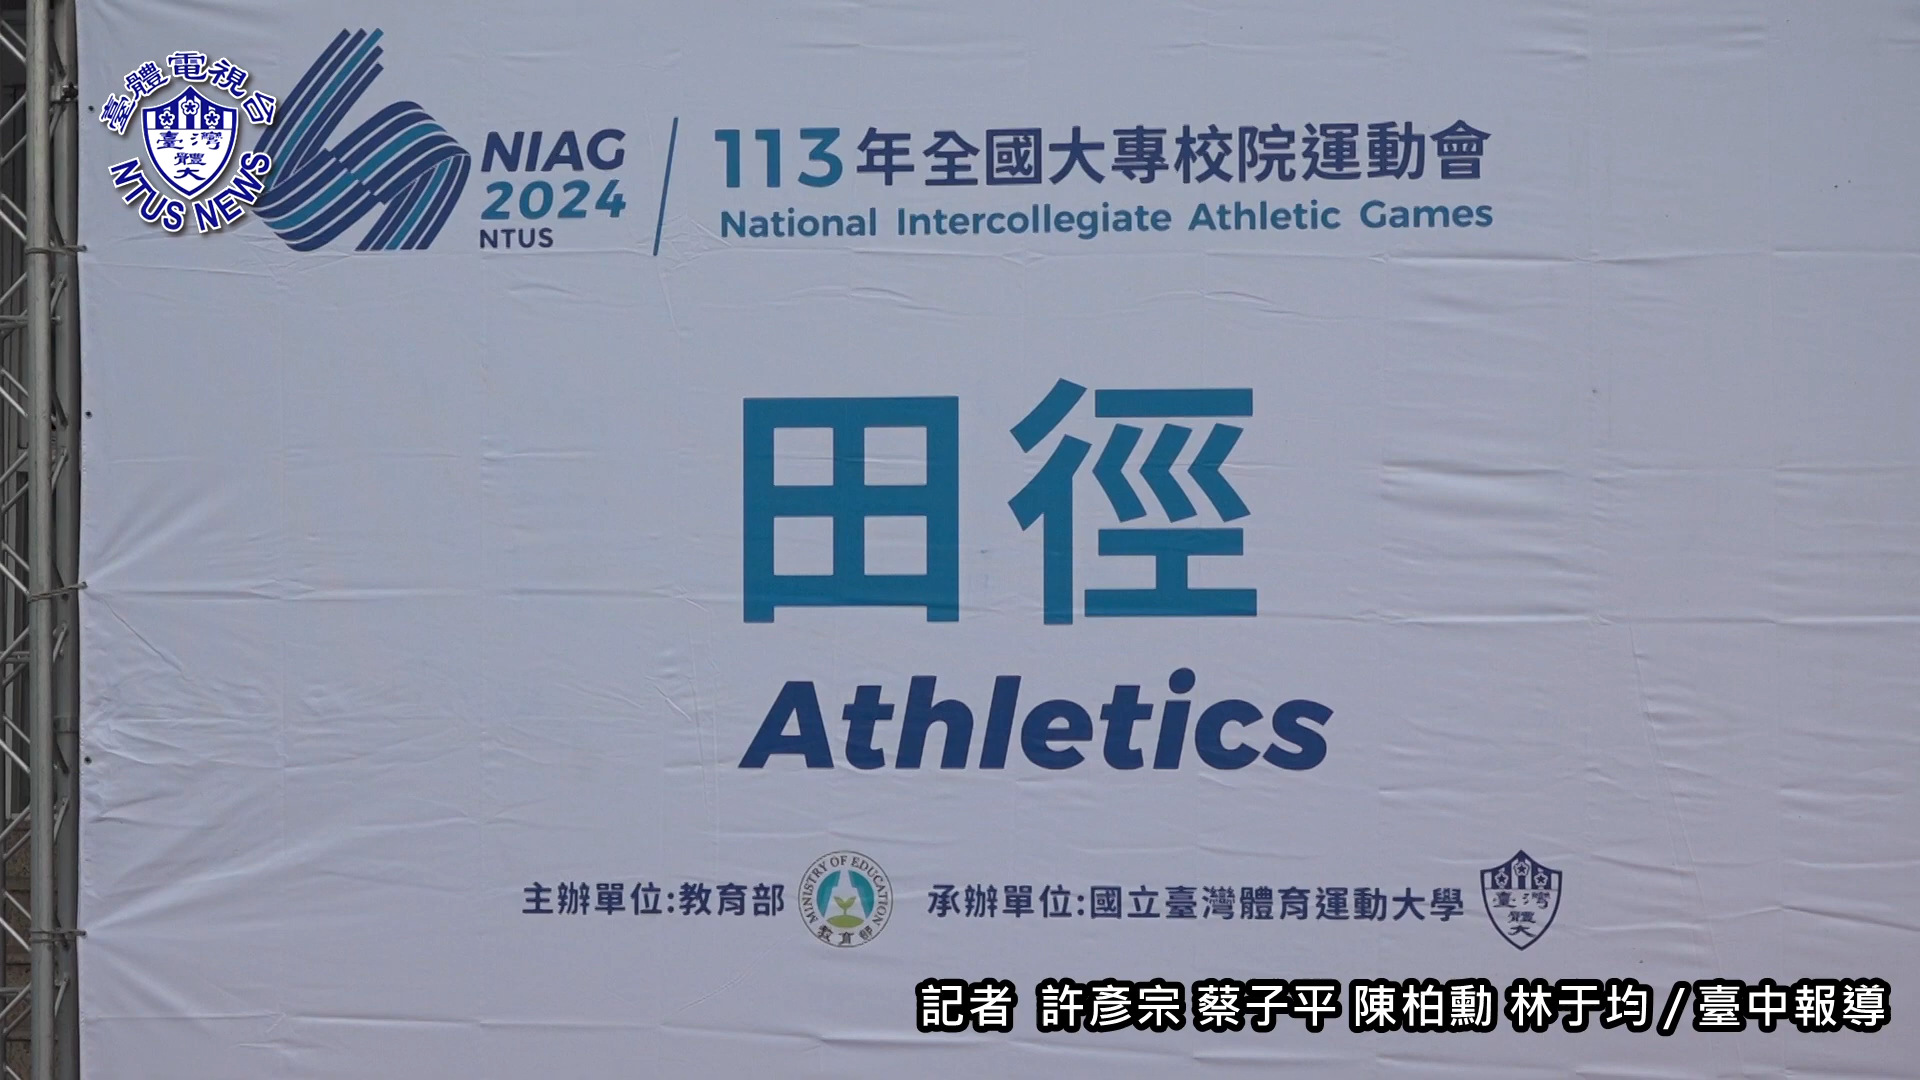 臺體電視台
臺灣
體
大
NTUS NEWS
NIAG
2024
NTUS
113年全國大專校院運動會
National Intercollegiate Athletic Games
田徑
Athletics
主辦單位:教育部
MINISTRY OF EDUCATION
教育部
承辦單位:國立臺灣體育運動大學
臺灣
體
大
記者 許彥宗 蔡子平 陳柏勳 林于均 / 臺中報導